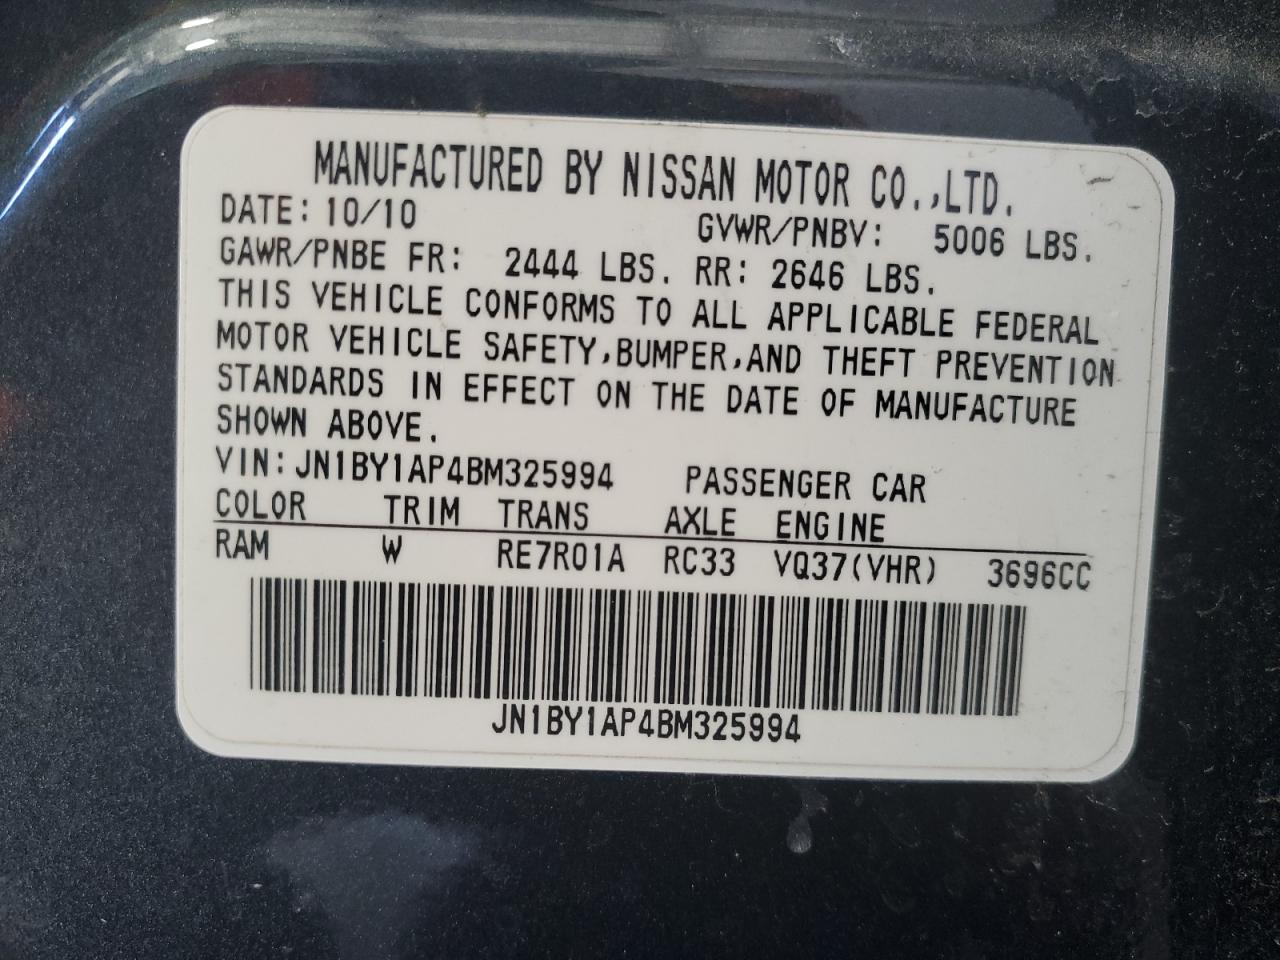 MANUFACTURED BY NISSAN MOTOR CO.,LTD.
DATE: 10/10 GVWR/PNBV: 5006 LBS.
GAWR/PNBE FR: 2444 LBS. RR: 2646 LBS.
THIS VEHICLE CONFORMS TO ALL APPLICABLE FEDERAL
MOTOR VEHICLE SAFETY,BUMPER,AND THEFT PREVENTION
STANDARDS IN EFFECT ON THE DATE OF MANUFACTURE
SHOWN ABOVE.
VIN: JN1BY1AP4BM325994 PASSENGER CAR
COLOR TRIM TRANS AXLE ENGINE
RAM W RE7R01A RC33 VQ37(VHR) 3696CC
JN1BY1AP4BM325994